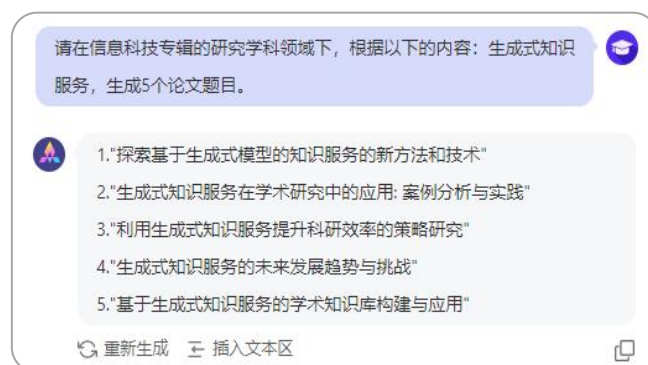 请在信息科技专辑的研究学科领域下，根据以下的内容：生成式知识
服务，生成5个论文题目。
1."探索基于生成式模型的知识服务的新方法和技术"
2."生成式知识服务在学术研究中的应用: 案例分析与实践"
3."利用生成式知识服务提升科研效率的策略研究"
4."生成式知识服务的未来发展趋势与挑战"
5."基于生成式知识服务的学术知识库构建与应用"
重新生成 插入文本区